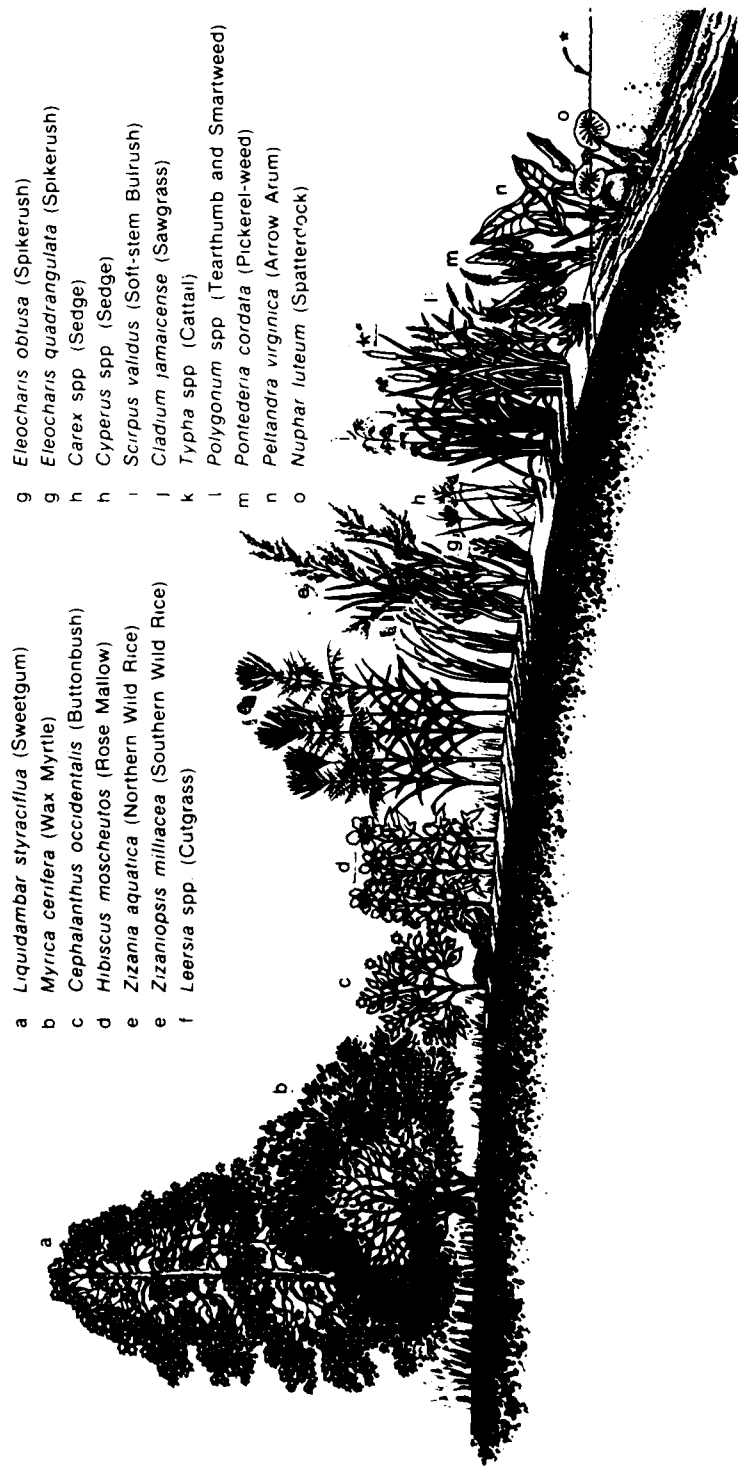 a Liquidambar styraciflua (Sweetgum)
b Myrica cerifera (Wax Myrtle)
c Cephalanthus occidentalis (Buttonbush)
d Hibiscus moscheutos (Rose Mallow)
e Zizania aquatica (Northern Wild Rice)
e Zizaniopsis milliacea (Southern Wild Rice)
f Leersia spp. (Cutgrass)
g Eleocharis obtusa (Spikerush)
g Eleocharis quadrangulata (Spikerush)
h Carex spp (Sedge)
h Cyperus spp (Sedge)
i Scirpus validus (Soft-stem Bulrush)
j Cladium jamaicense (Sawgrass)
k Typha spp (Cattail)
l Polygonum spp (Tearthumb and Smartweed)
m Pontederia cordata (Pickerel-weed)
n Peltandra virginica (Arrow Arum)
o Nuphar luteum (Spatterdock)
a
b
c
d
e
e
f
g
h
i
k
l
m
n
o
*